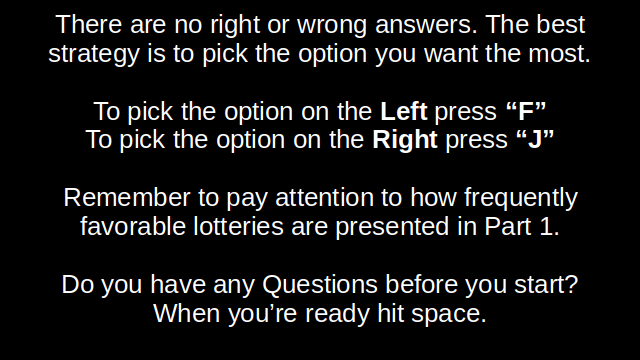 There are no right or wrong answers. The best
strategy is to pick the option you want the most.
To pick the option on the Left press “F”
To pick the option on the Right press “J”
Remember to pay attention to how frequently
favorable lotteries are presented in Part 1.
Do you have any Questions before you start?
When you’re ready hit space.